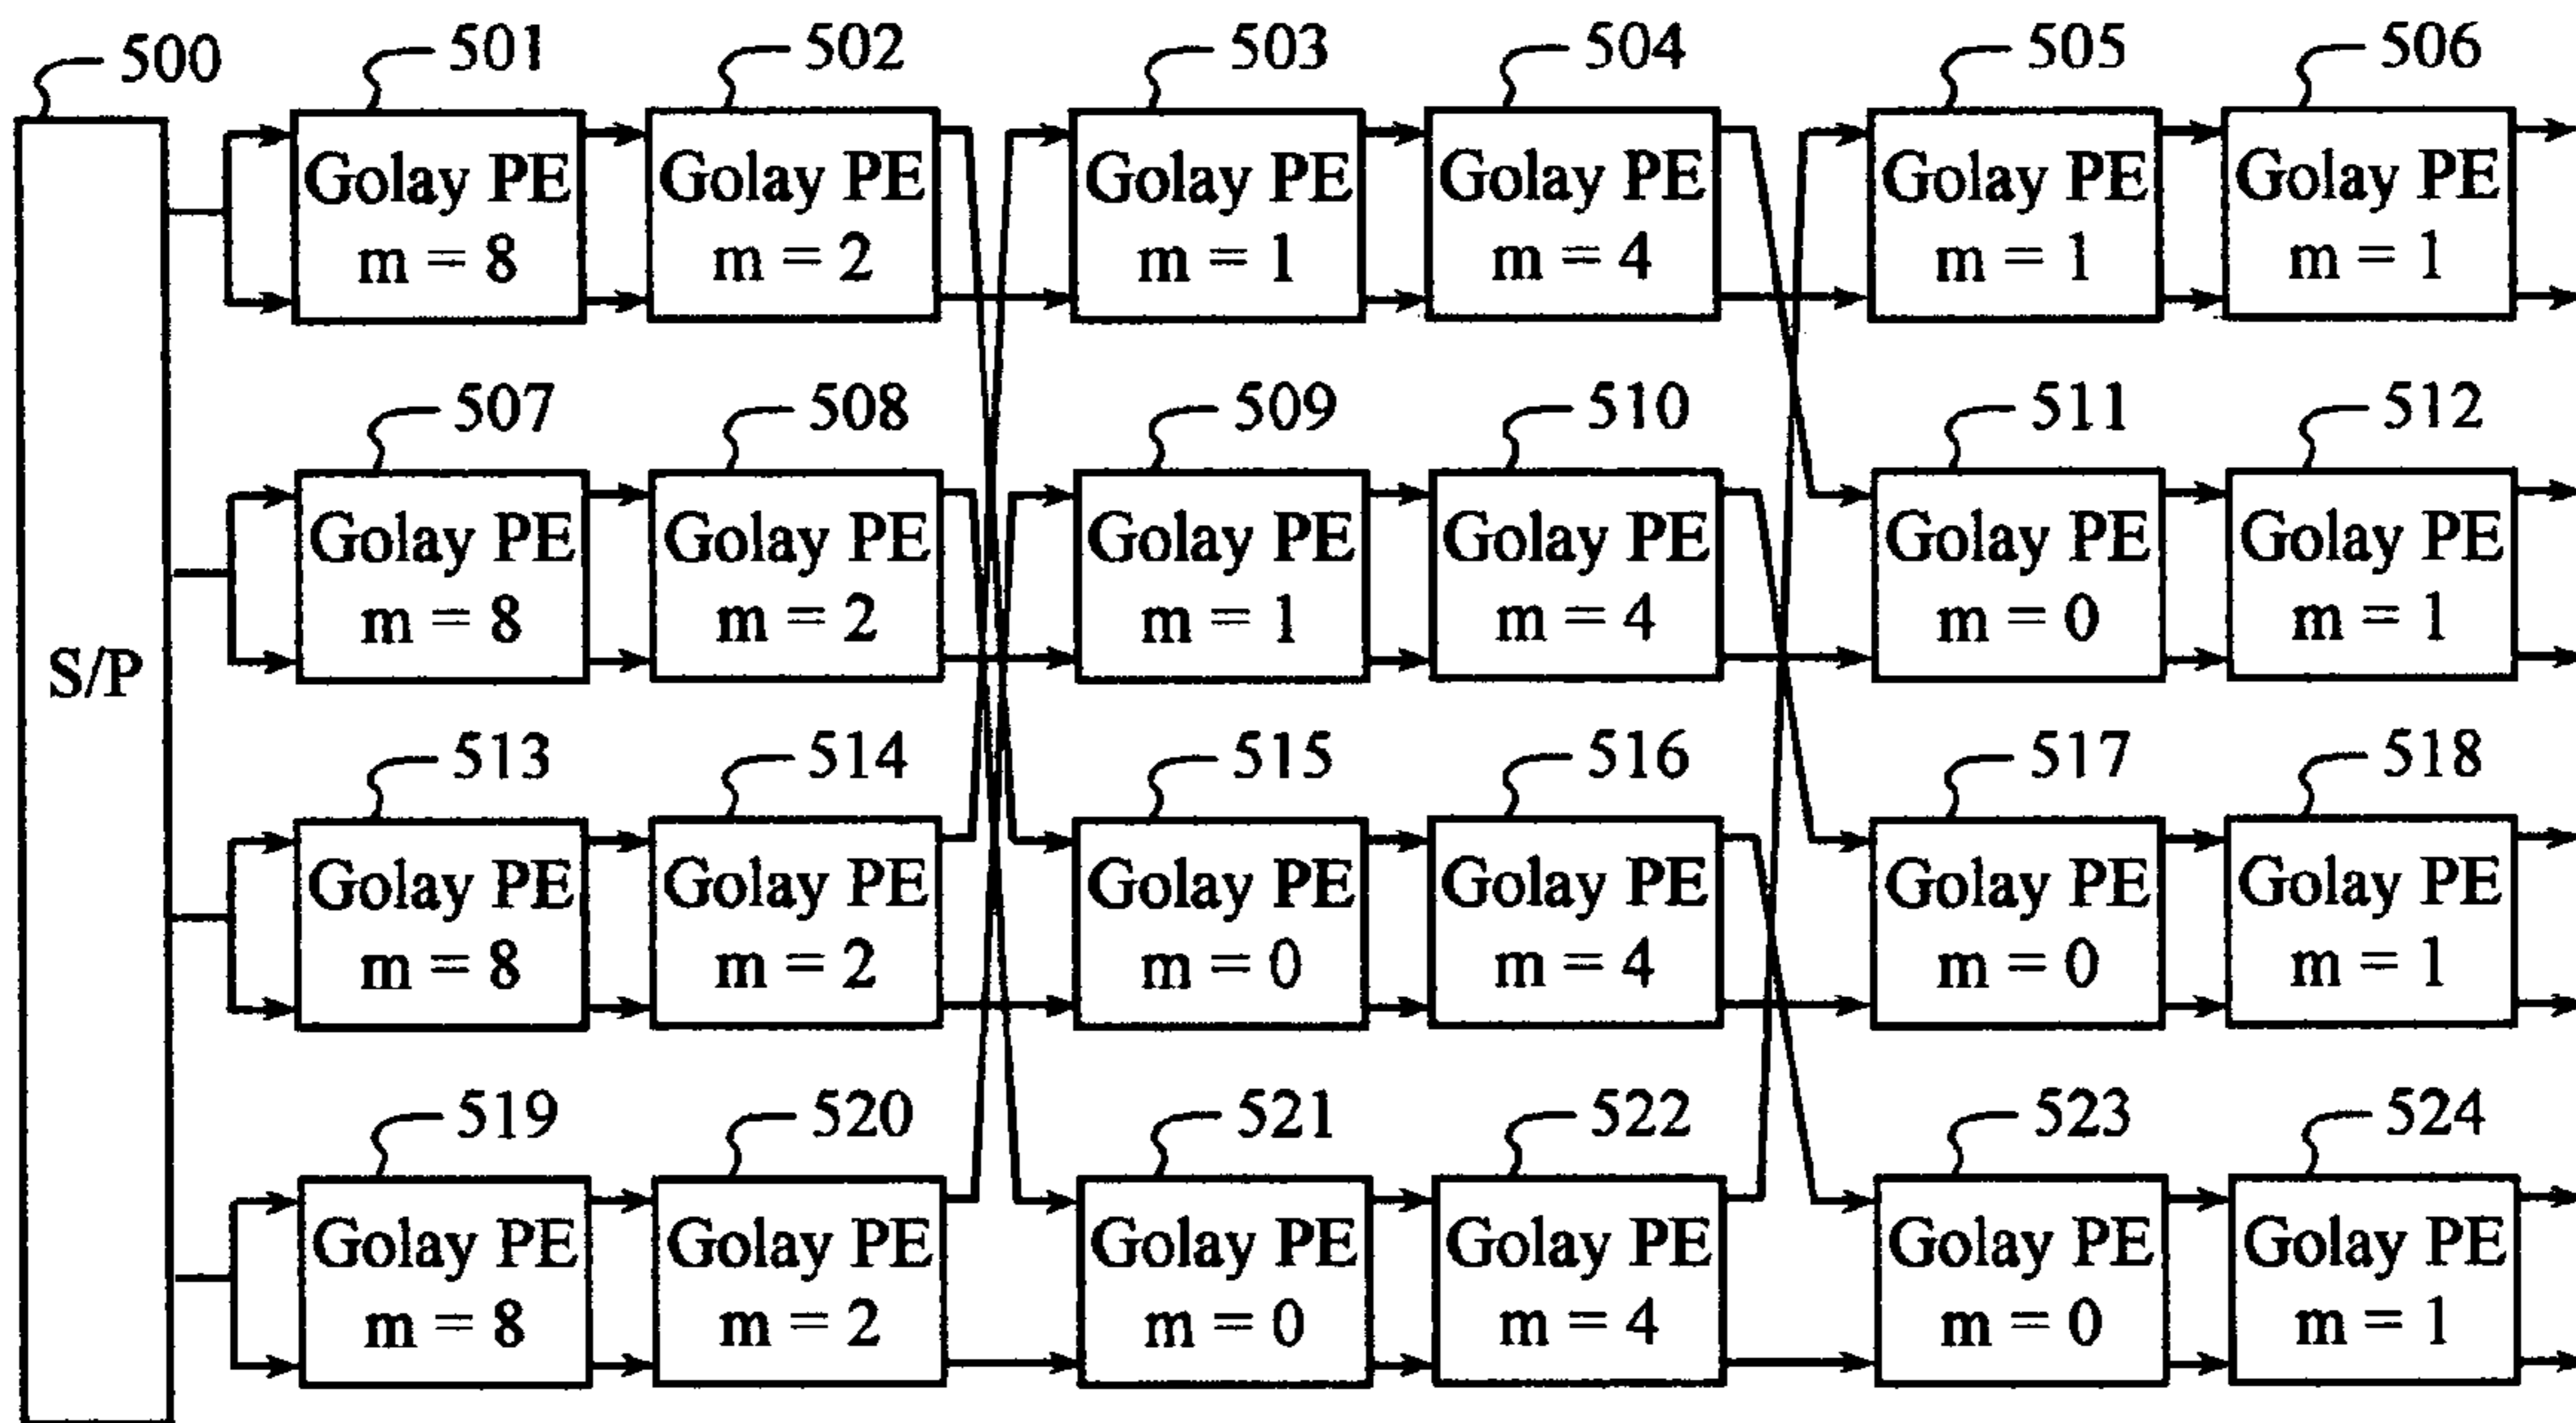 500 501 502 503 504 505 506
Golay PE Golay PE Golay PE Golay PE Golay PE Golay PE
m = 8 m = 2 m = 1 m = 4 m = 1 m = 1
507 508 509 510 511 512
Golay PE Golay PE Golay PE Golay PE Golay PE Golay PE
m = 8 m = 2 m = 1 m = 4 m = 0 m = 1
S/P
513 514 515 516 517 518
Golay PE Golay PE Golay PE Golay PE Golay PE Golay PE
m = 8 m = 2 m = 0 m = 4 m = 0 m = 1
519 520 521 522 523 524
Golay PE Golay PE Golay PE Golay PE Golay PE Golay PE
m = 8 m = 2 m = 0 m = 4 m = 0 m = 1